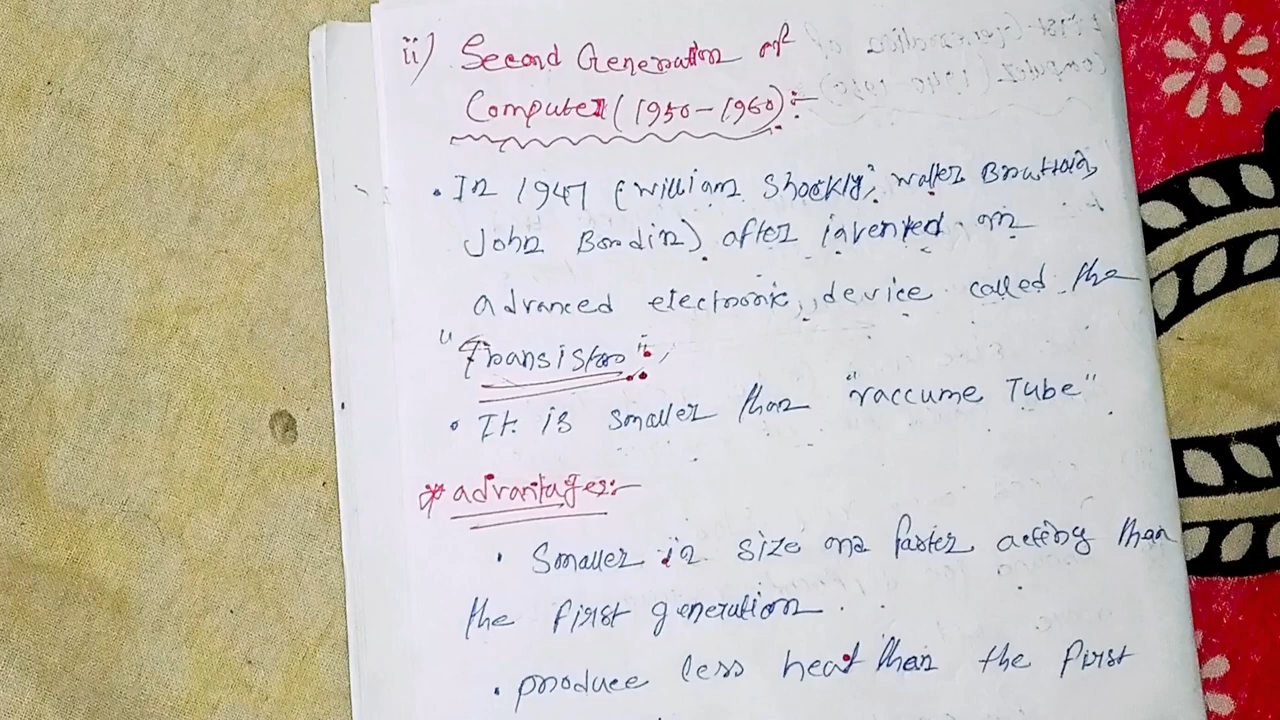 ii) Second Generation of
Computer (1950-1960):-
• In 1947 (William Shockly, Walter Brattain,
John Bardin) after invented an
advanced electronic, device called the
"Transistor".
• It is smaller than "vaccume Tube"
* advantages:-
• Smaller in size and faster acting than
the first generation.
• produce less heat than the first